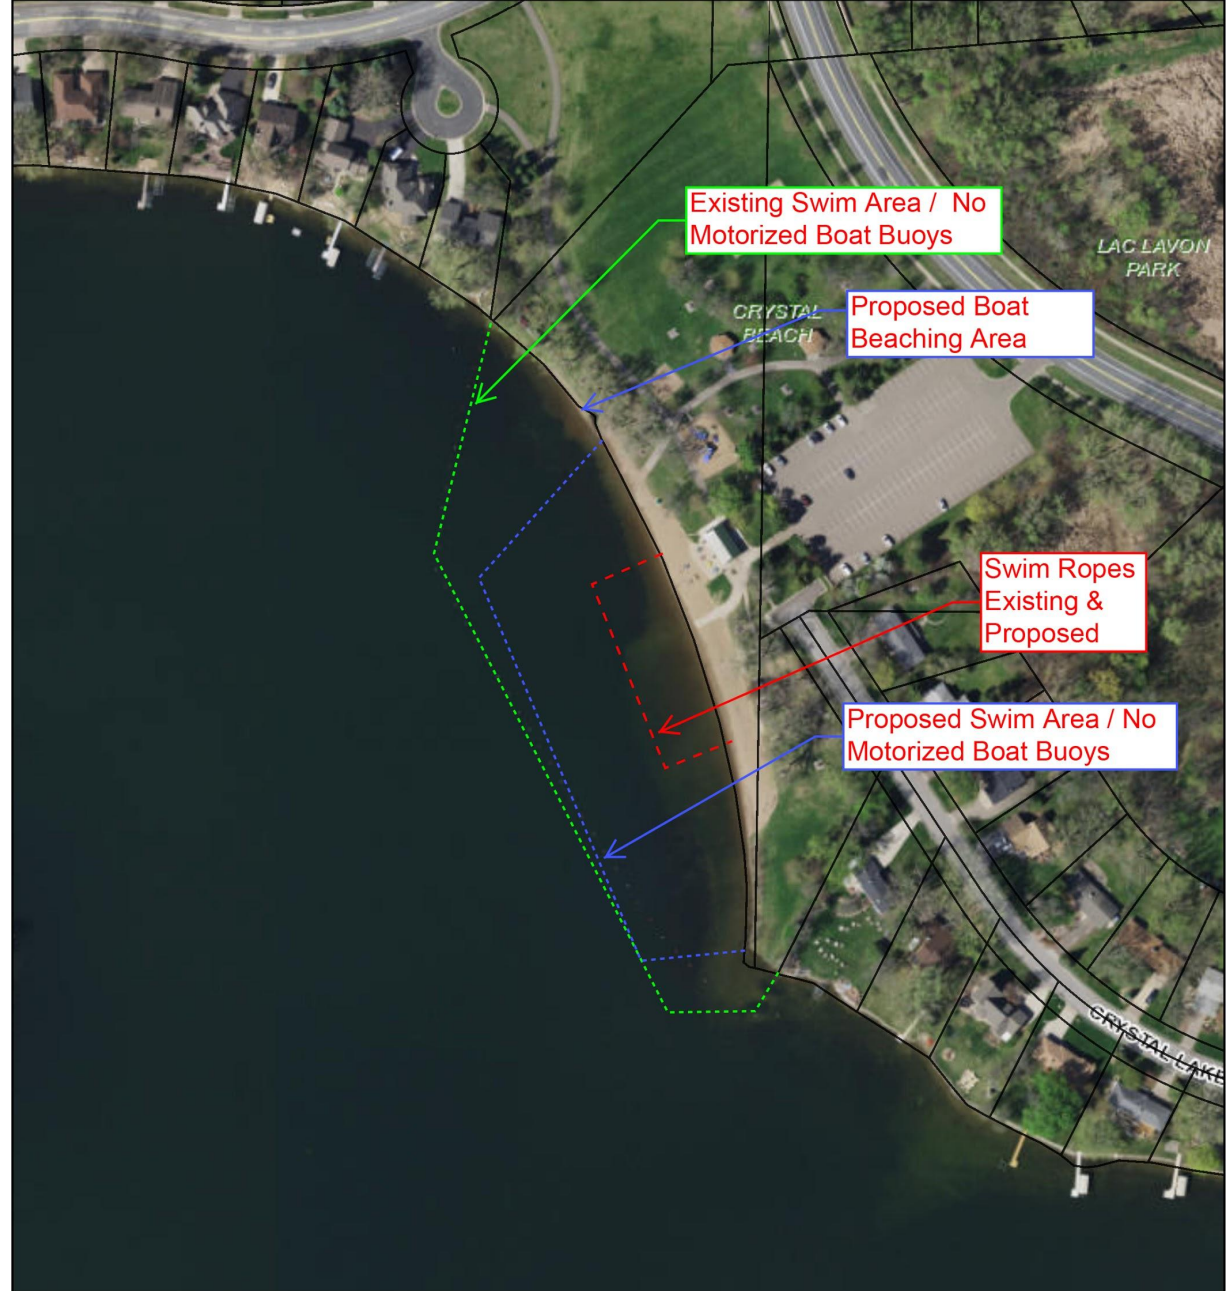 Existing Swim Area / No
Motorized Boat Buoys
LAC LAVON
PARK
Proposed Boat
Beaching Area
CRYSTAL
BEACH
Swim Ropes
Existing &
Proposed
Proposed Swim Area / No
Motorized Boat Buoys
CRYSTAL LAKE